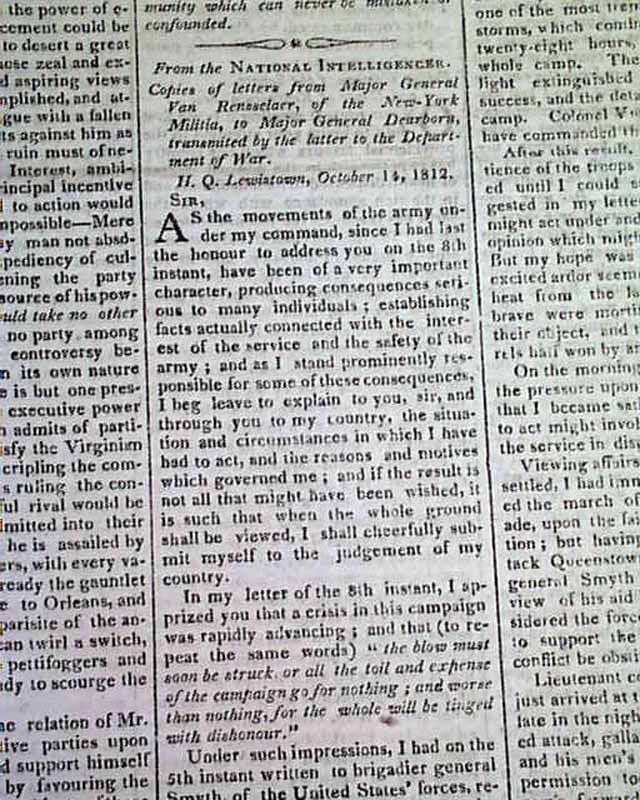 the power of e-
cement could be
to desert a great
ose zeal and ex-
d aspiring views
mplished, and at-
gue with a fallen
ts against him as
ruin must of ne-
Interest, ambi-
rincipal incentive
to action would
mpossible—Mere
sy man not absd-
pediency of cul-
ening the party
source of his pow-
uld take no other
no party among
controversy be-
n its own nature
e is but one pres-
executive power
admits of parti-
sfy the Virginian
cripling the com-
s ruling the con-
ful rival would be
dmitted into their
he is assailed by
ers, with every va-
ready the gauntlet
to Orleans, and
parisite of the an-
can twirl a switch,
pettifoggers and
dy to scourge the
relation of Mr.
tive parties upon
d support himself
by favouring the
munity which can never be mistaken or
confounded.
From the NATIONAL INTELLIGENCER.
Copies of letters from Major General
Van Rensselaer, of the New-York
Militia, to Major General Dearborn,
transmitted by the latter to the Depart-
ment of War.
H. Q. Lewistown, October 14, 1812.
SIR,
AS the movements of the army un-
der my command, since I had last
the honour to address you on the 8th
instant, have been of a very important
character, producing consequences seri-
ous to many individuals ; establishing
facts actually connected with the inter-
est of the service and the safety of the
army ; and as I stand prominently res-
ponsible for some of these consequences,
I beg leave to explain to you, sir, and
through you to my country, the situa-
tion and circumstances in which I have
had to act, and the reasons and motives
which governed me ; and if the result is
not all that might have been wished, it
is such that when the whole ground
shall be viewed, I shall cheerfully sub-
mit myself to the judgement of my
country.
In my letter of the 8th instant, I ap-
prized you that a crisis in this campaign
was rapidly advancing ; and that (to re-
peat the same words) "the blow must
soon be struck, or all the toil and expense
of the campaign go for nothing ; and worse
than nothing, for the whole will be tinged
with dishonour."
Under such impressions, I had on the
5th instant written to brigadier general
Smyth, of the United States' forces, re-
one of the most
storms, which
twenty-eight hours,
whole camp. The
light extinguished
success, and the
camp. Colonel
have commanded
After this result,
tience of the troops
ed until I could
gested in my
might act under
opinion which
But my hope was
excited ardor
heat from the
brave were
their object, and
rels half won by
On the morning
the pressure upon
that I became
to act might
the service in
Viewing affairs
settled, I had
ed the march of
ade, upon the
tion ; but having
tack Queenstown
general Smyth
view of his aid
sidered the force
to support the
conflict be
Lieutenant
just arrived at
late in the night
ed attack,
and his men's
permission to